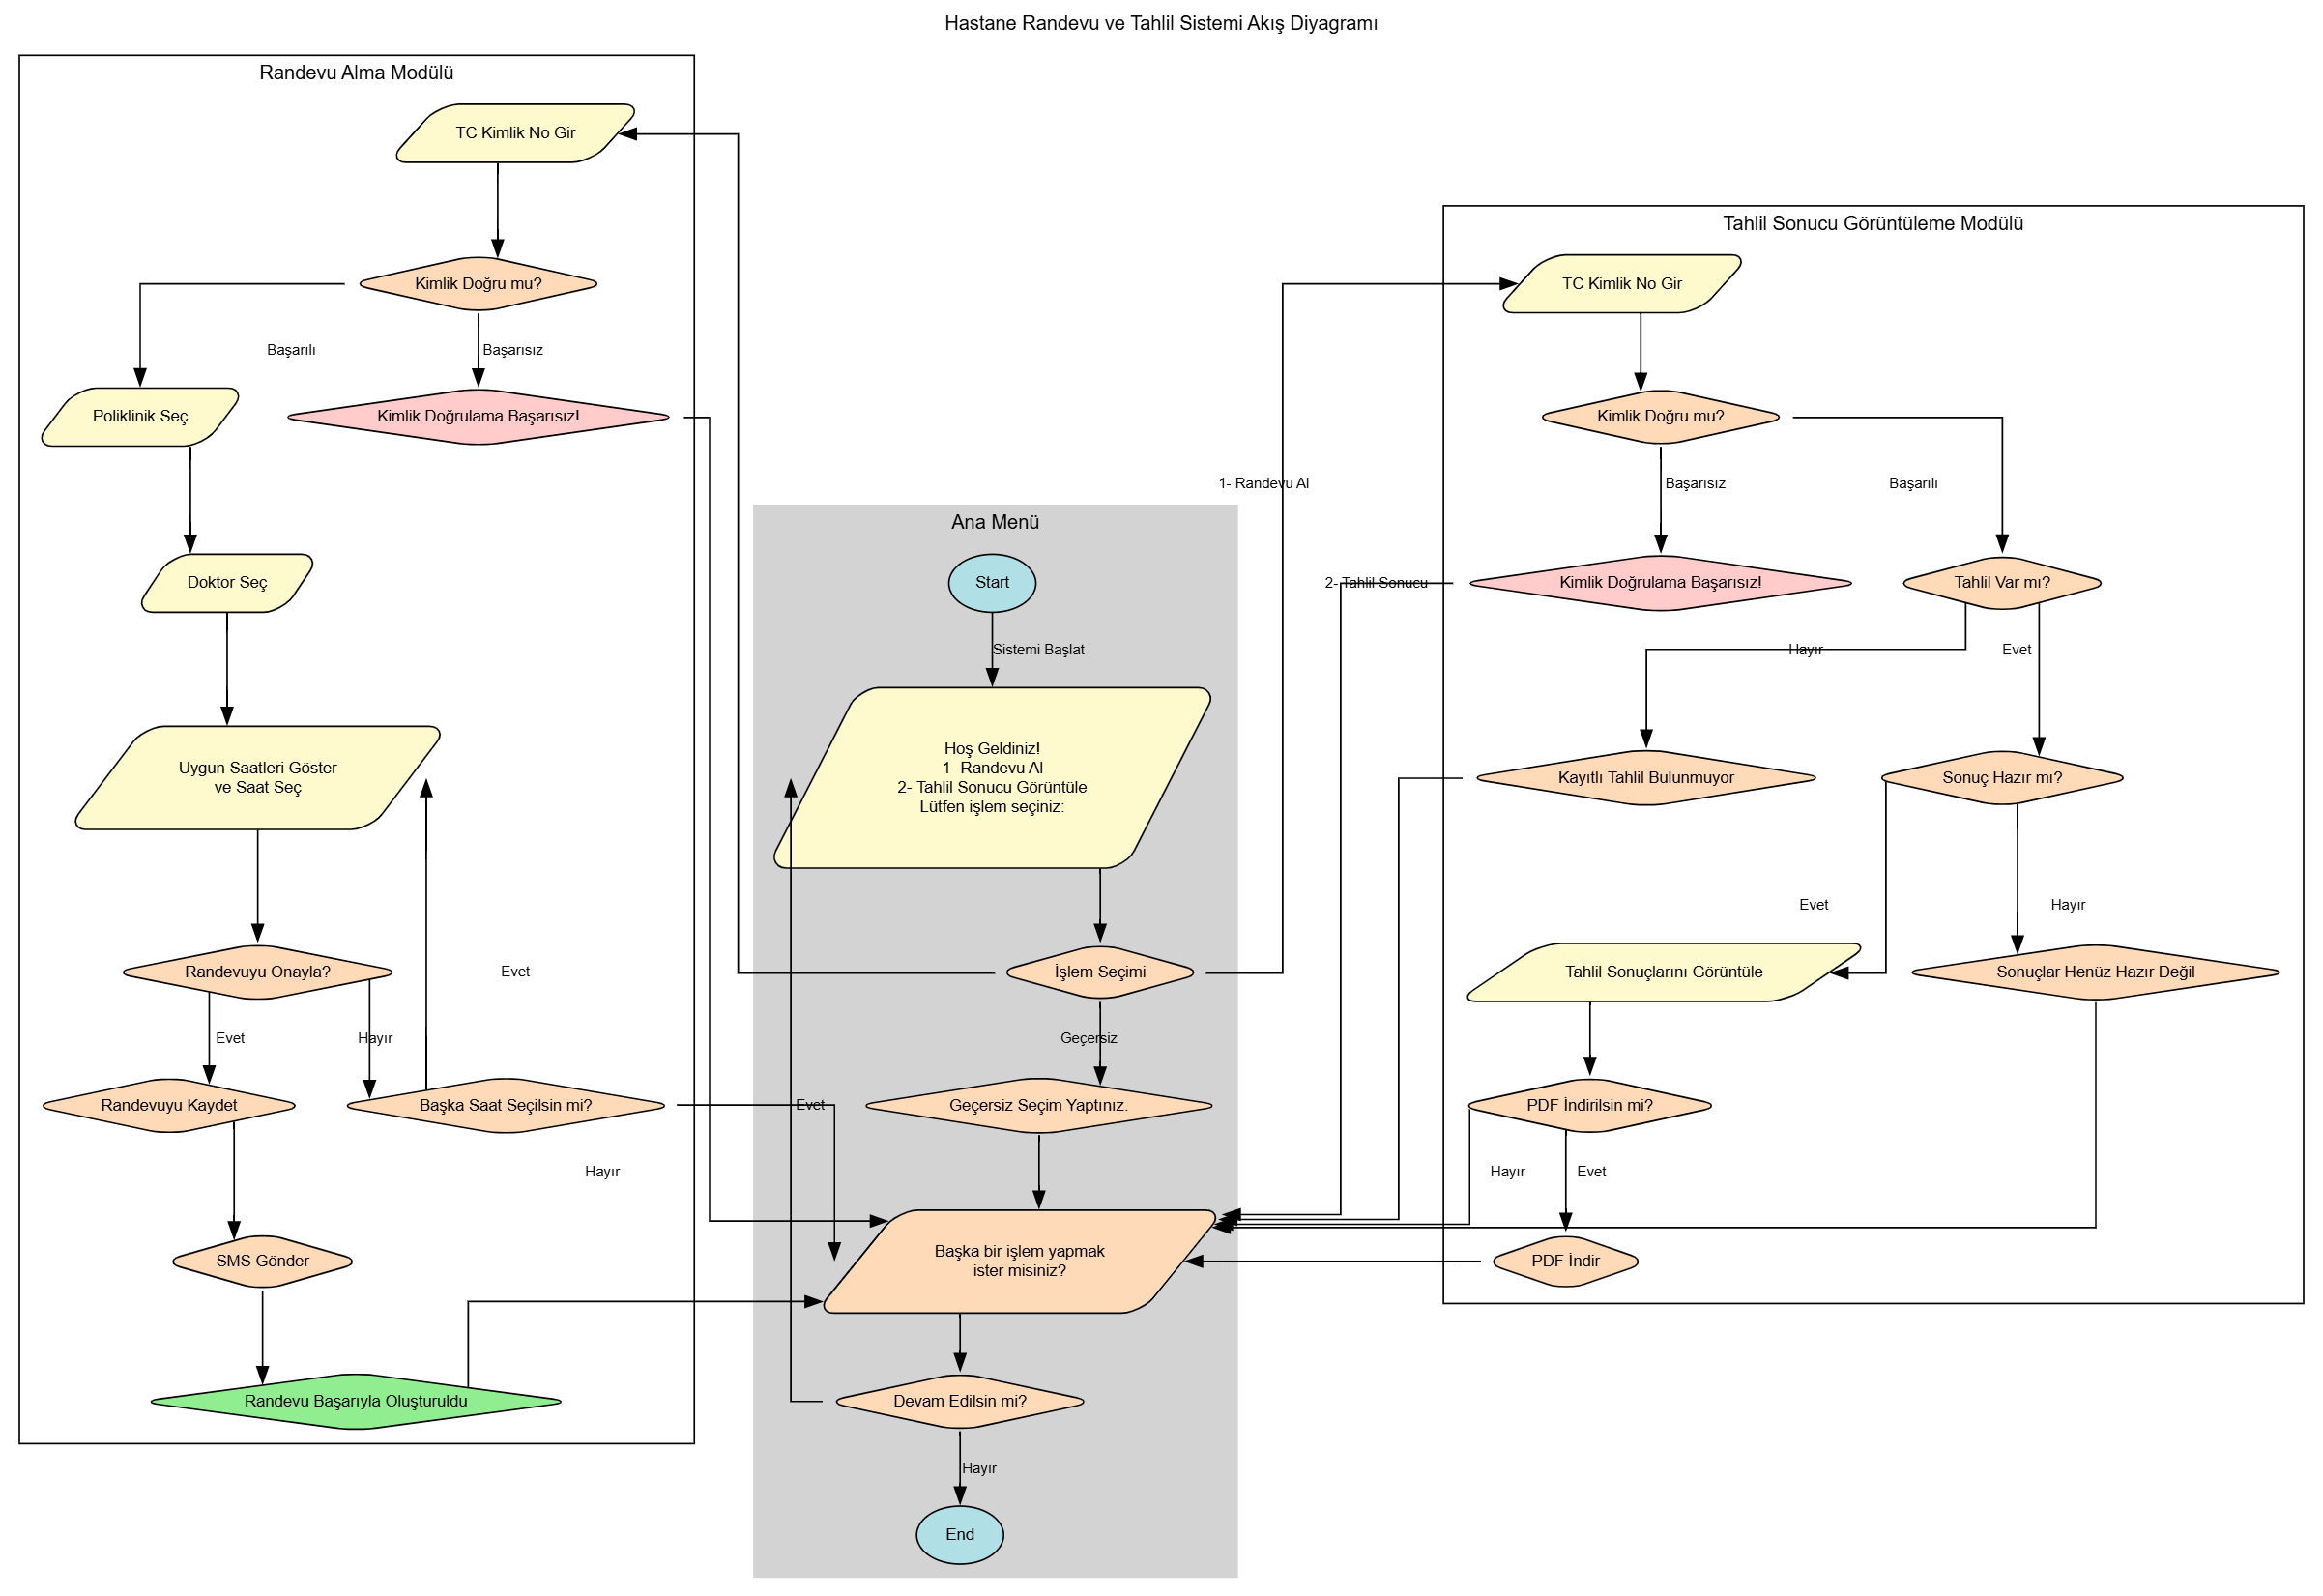 Hastane Randevu ve Tahlil Sistemi Akış Diyagramı
Randevu Alma Modülü
TC Kimlik No Gir
Kimlik Doğru mu?
Başarılı
Başarısız
Poliklinik Seç
Kimlik Doğrulama Başarısız!
Doktor Seç
Uygun Saatleri Göster
ve Saat Seç
Randevuyu Onayla?
Evet
Evet
Hayır
Randevuyu Kaydet
Başka Saat Seçilsin mi?
Hayır
SMS Gönder
Randevu Başarıyla Oluşturuldu
Ana Menü
Start
Sistemi Başlat
Hoş Geldiniz!
1- Randevu Al
2- Tahlil Sonucu Görüntüle
Lütfen işlem seçiniz:
İşlem Seçimi
1- Randevu Al
2- Tahlil Sonucu
Geçersiz
Geçersiz Seçim Yaptınız.
Evet
Başka bir işlem yapmak
ister misiniz?
Devam Edilsin mi?
Hayır
End
Tahlil Sonucu Görüntüleme Modülü
TC Kimlik No Gir
Kimlik Doğru mu?
Başarısız
Başarılı
Kimlik Doğrulama Başarısız!
Tahlil Var mı?
Hayır
Evet
Kayıtlı Tahlil Bulunmuyor
Sonuç Hazır mı?
Evet
Hayır
Tahlil Sonuçlarını Görüntüle
Sonuçlar Henüz Hazır Değil
PDF İndirilsin mi?
Hayır
Evet
PDF İndir